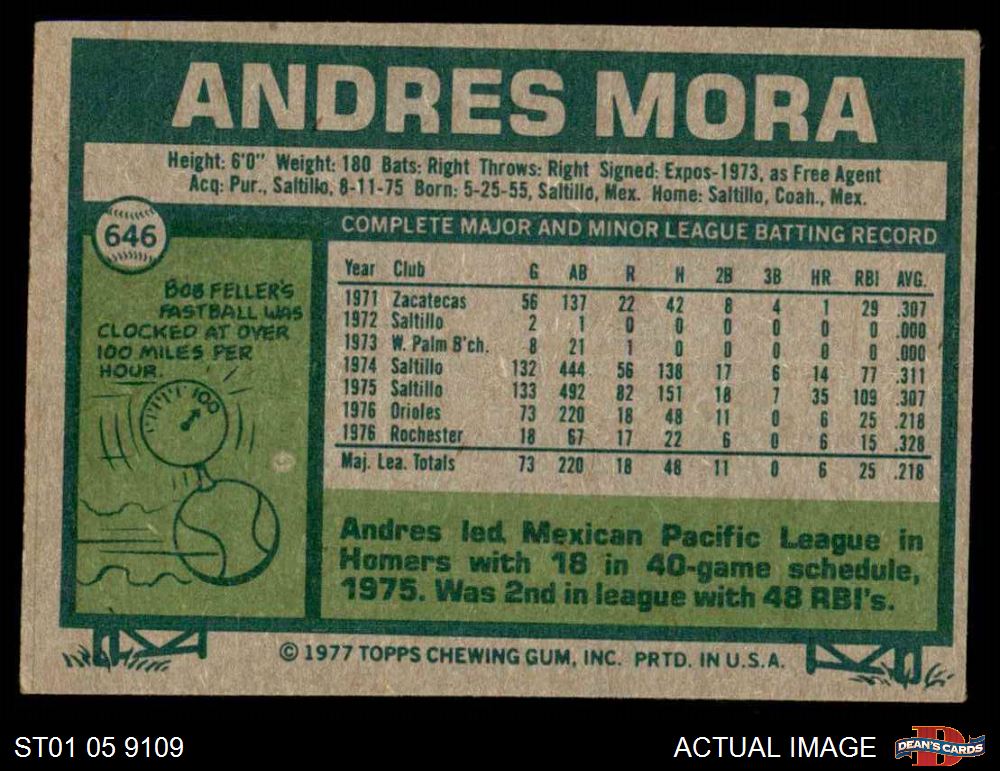 ANDRES MORA
Height: 6'0" Weight: 180 Bats: Right Throws: Right Signed: Expos-1973, as Free Agent
Acq: Pur., Saltillo, 8-11-75 Born: 5-25-55, Saltillo, Mex. Home: Saltillo, Coah., Mex.
646
BOB FELLER'S
FASTBALL WAS
CLOCKED AT OVER
100 MILES PER
HOUR.
100
COMPLETE MAJOR AND MINOR LEAGUE BATTING RECORD
Year Club G AB R H 2B 3B HR RBI AVG.
1971 Zacatecas 56 137 22 42 8 4 1 29 .307
1972 Saltillo 2 1 0 0 0 0 0 0 .000
1973 W. Palm B'ch. 8 21 1 0 0 0 0 0 .000
1974 Saltillo 132 444 56 138 17 6 14 77 .311
1975 Saltillo 133 492 82 151 18 7 35 109 .307
1976 Orioles 73 220 18 48 11 0 6 25 .218
1976 Rochester 18 67 17 22 6 0 6 15 .328
Maj. Lea. Totals 73 220 18 48 11 0 6 25 .218
Andres led Mexican Pacific League in
Homers with 18 in 40-game schedule,
1975. Was 2nd in league with 48 RBI's.
© 1977 TOPPS CHEWING GUM, INC. PRTD. IN U.S.A.
ST01 05 9109
ACTUAL IMAGE
D
DEAN'S CARDS